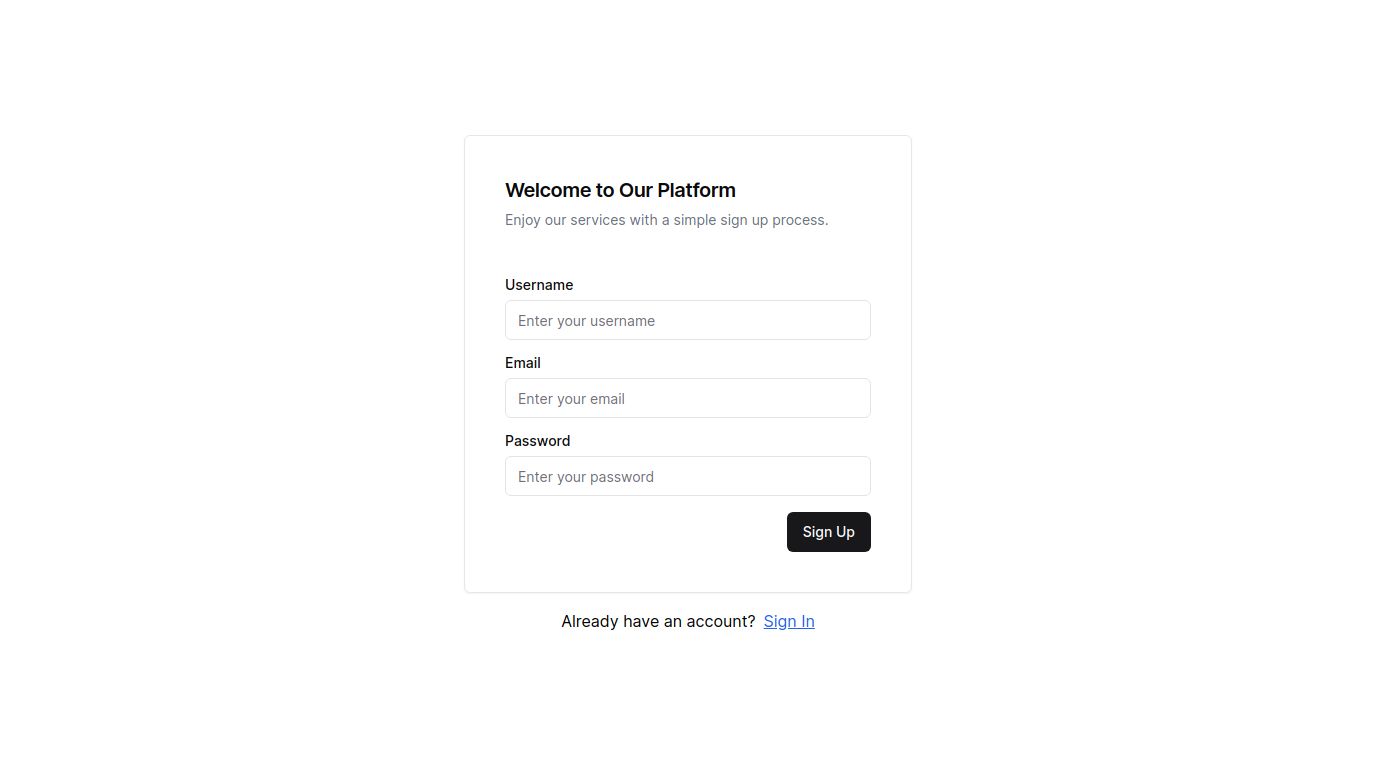 Welcome to Our Platform
Enjoy our services with a simple sign up process.
Username
Enter your username
Email
Enter your email
Password
Enter your password
Sign Up
Already have an account? Sign In